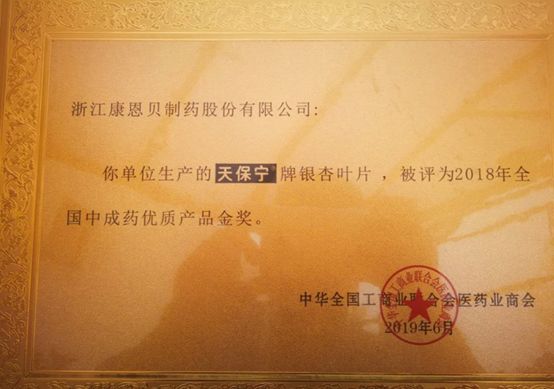 浙江康恩贝制药股份有限公司:
你单位生产的天保宁牌银杏叶片，被评为2018年全
国中成药优质产品金奖。
中华全国工商业联合会医药业商会
2019年6月